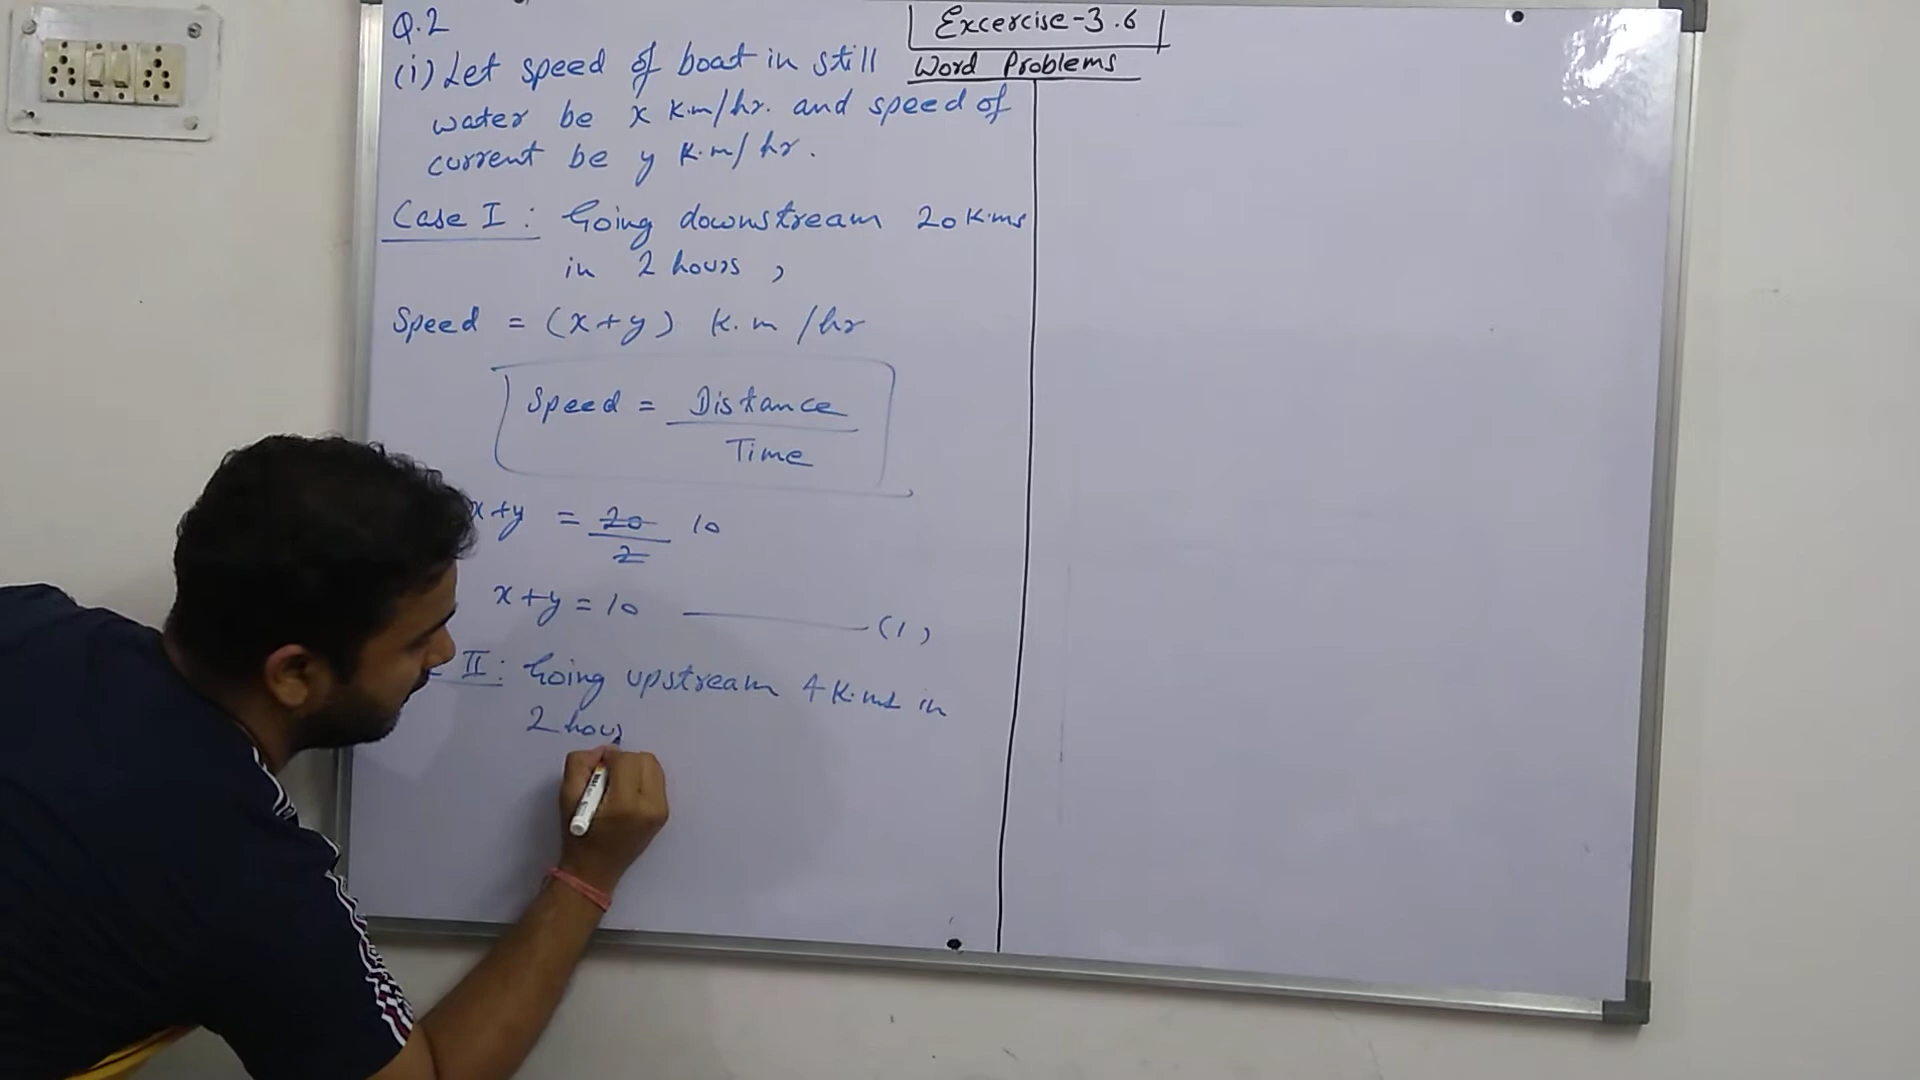 Q.2
Excercise-3.6
Word Problems
(i) Let speed of boat in still
water be x K.m/hr. and speed of
current be y K.m/hr.
Case I : Going downstream 20 K.ms
in 2 hours,
Speed = (x+y) K.m/hr
Speed = Distance
Time
x+y = 20 10
2
x+y = 10 (1)
II : Going upstream 4 K.ms in
2 hou